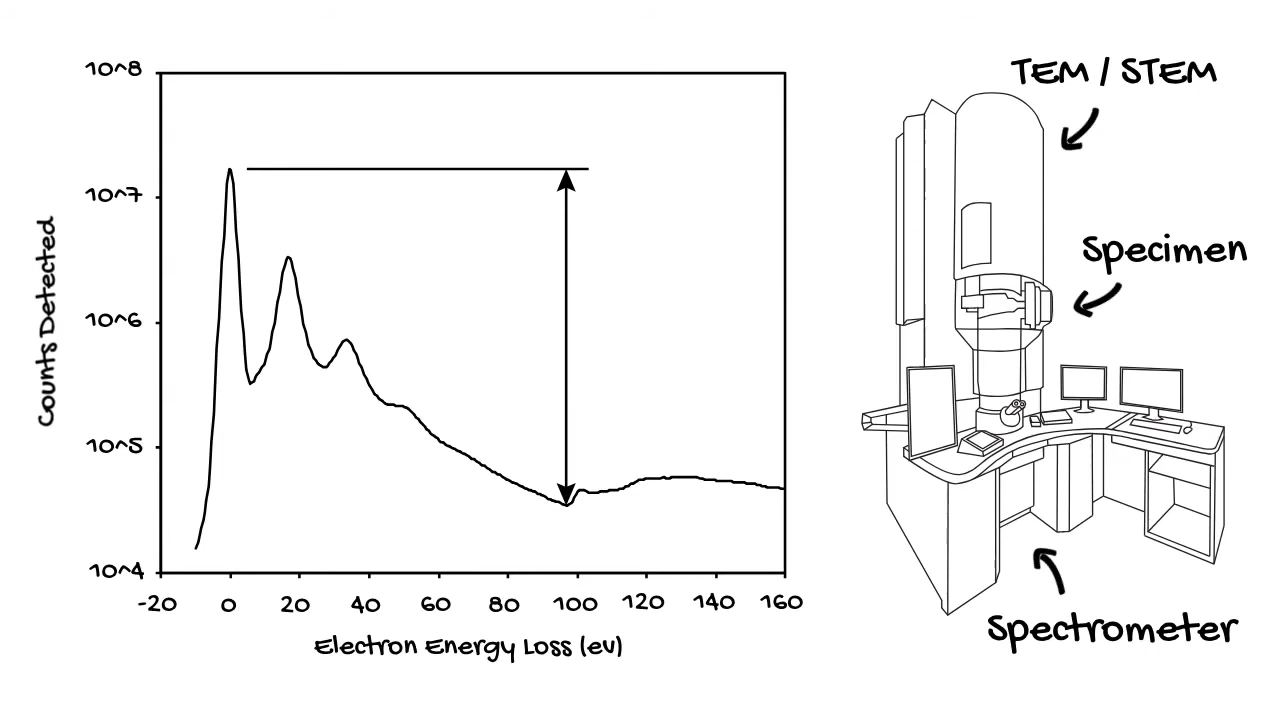 10^8
10^7
10^6
10^5
10^4
Counts Detected
-20 0 20 40 60 80 100 120 140 160
Electron Energy Loss (ev)
TEM / STEM
Specimen
Spectrometer